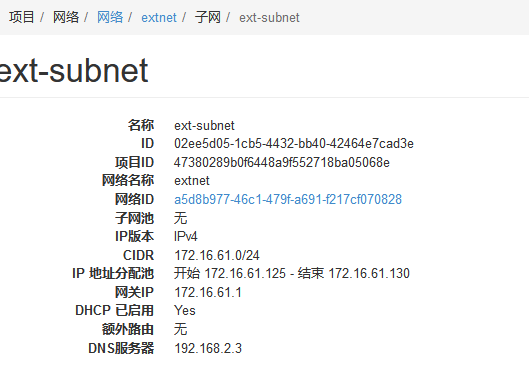 项目 / 网络 / 网络 / extnet / 子网 / ext-subnet
ext-subnet
名称 ext-subnet
ID 02ee5d05-1cb5-4432-bb40-42464e7cad3e
项目ID 47380289b0f6448a9f552718ba05068e
网络名称 extnet
网络ID a5d8b977-46c1-479f-a691-f217cf070828
子网池 无
IP版本 IPv4
CIDR 172.16.61.0/24
IP 地址分配池 开始 172.16.61.125 - 结束 172.16.61.130
网关IP 172.16.61.1
DHCP 已启用 Yes
额外路由 无
DNS服务器 192.168.2.3